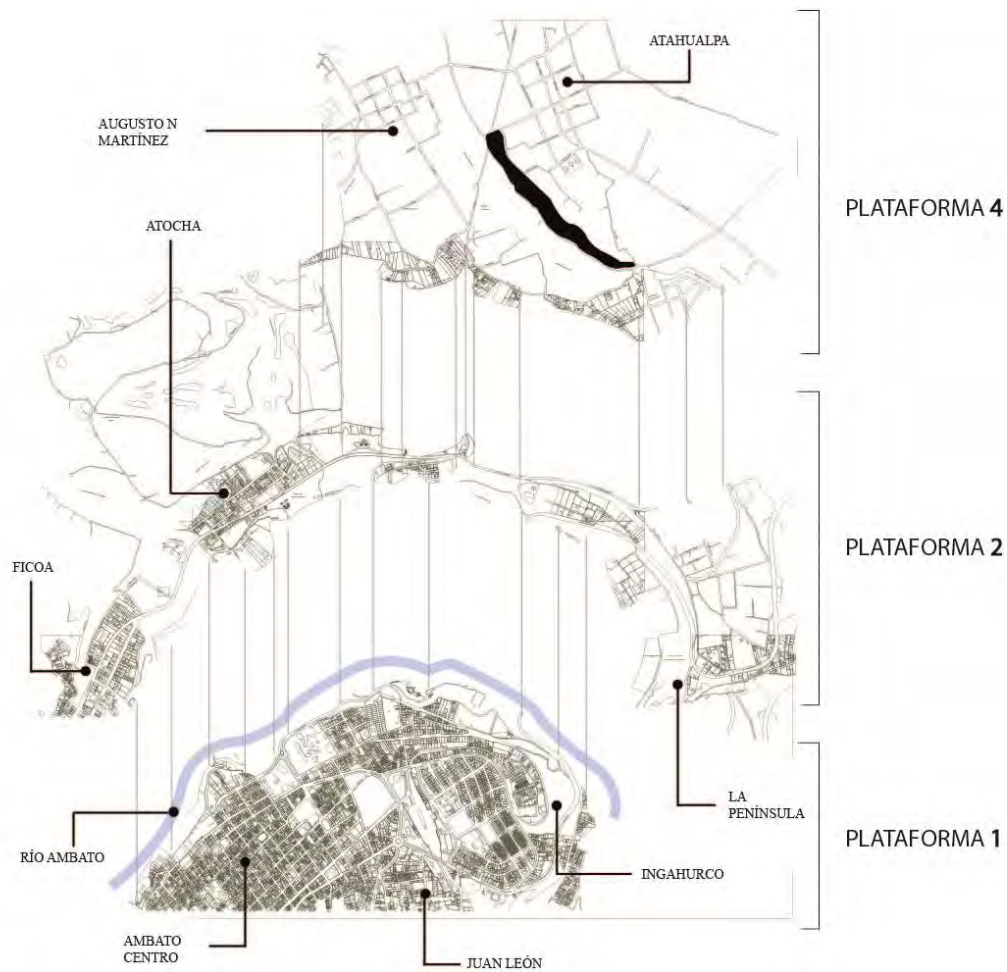 ATAHUALPA
AUGUSTO N
MARTÍNEZ
PLATAFORMA 4
ATOCHA
PLATAFORMA 2
FICOA
LA
PENÍNSULA
PLATAFORMA 1
RÍO AMBATO
INGAHURCO
AMBATO
CENTRO
JUAN LEÓN